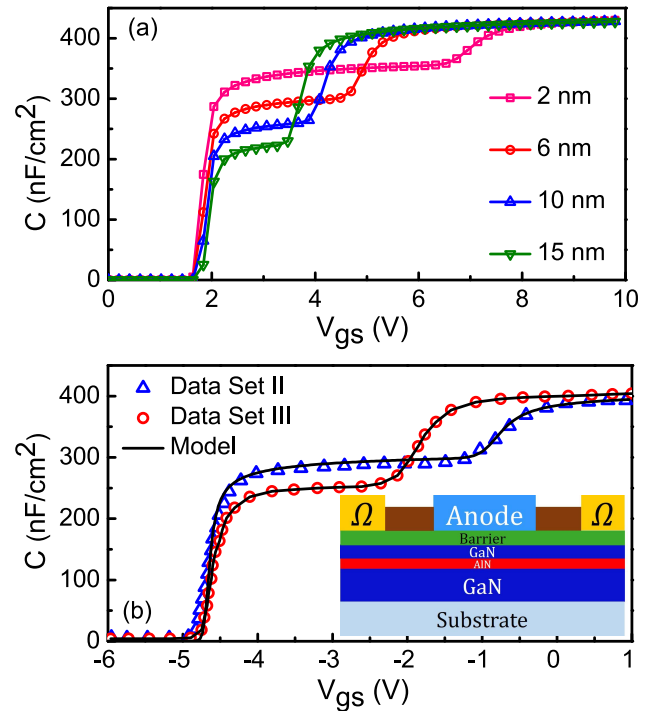 (a)
C (nF/cm²)
400
300
200
100
0
2 nm
6 nm
10 nm
15 nm
0 2 4 6 8 10
Vgs (V)
(b)
C (nF/cm²)
400
300
200
100
0
Data Set II
Data Set III
Model
Ω Anode Ω
Barrier
GaN
AlN
GaN
Substrate
-6 -5 -4 -3 -2 -1 0 1
Vgs (V)